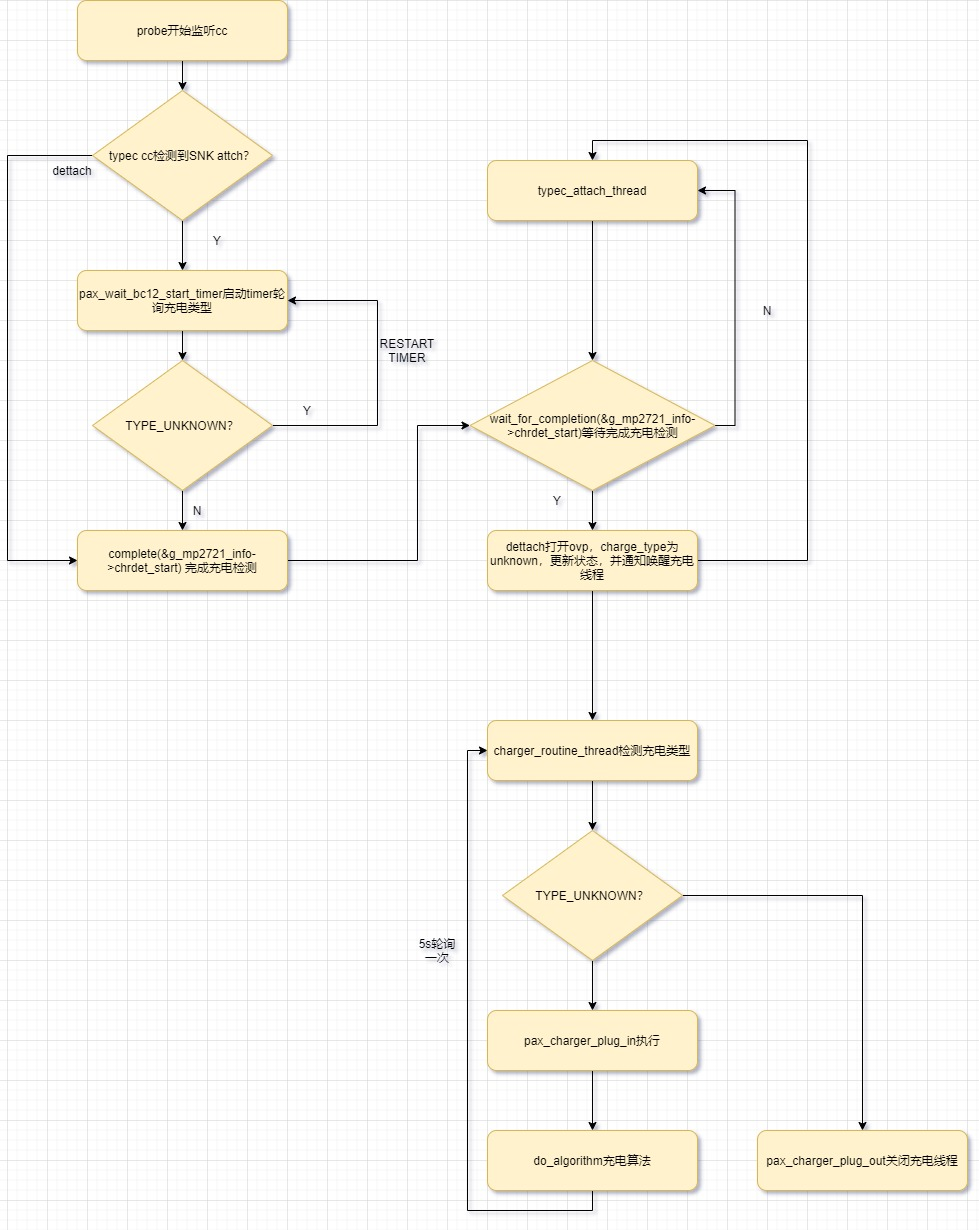 probe开始监听cc
typec cc检测到SNK attch?
dettach
Y
pax_wait_bc12_start_timer启动timer轮
询充电类型
RESTART
TIMER
TYPE_UNKNOWN?
Y
N
complete(&g_mp2721_info-
>chrdet_start) 完成充电检测
typec_attach_thread
N
wait_for_completion(&g_mp2721_info-
>chrdet_start)等待完成充电检测
Y
dettach打开ovp，charge_type为
unknown，更新状态，并通知唤醒充电
线程
charger_routine_thread检测充电类型
TYPE_UNKNOWN?
5s轮询
一次
pax_charger_plug_in执行
do_algorithm充电算法
pax_charger_plug_out关闭充电线程